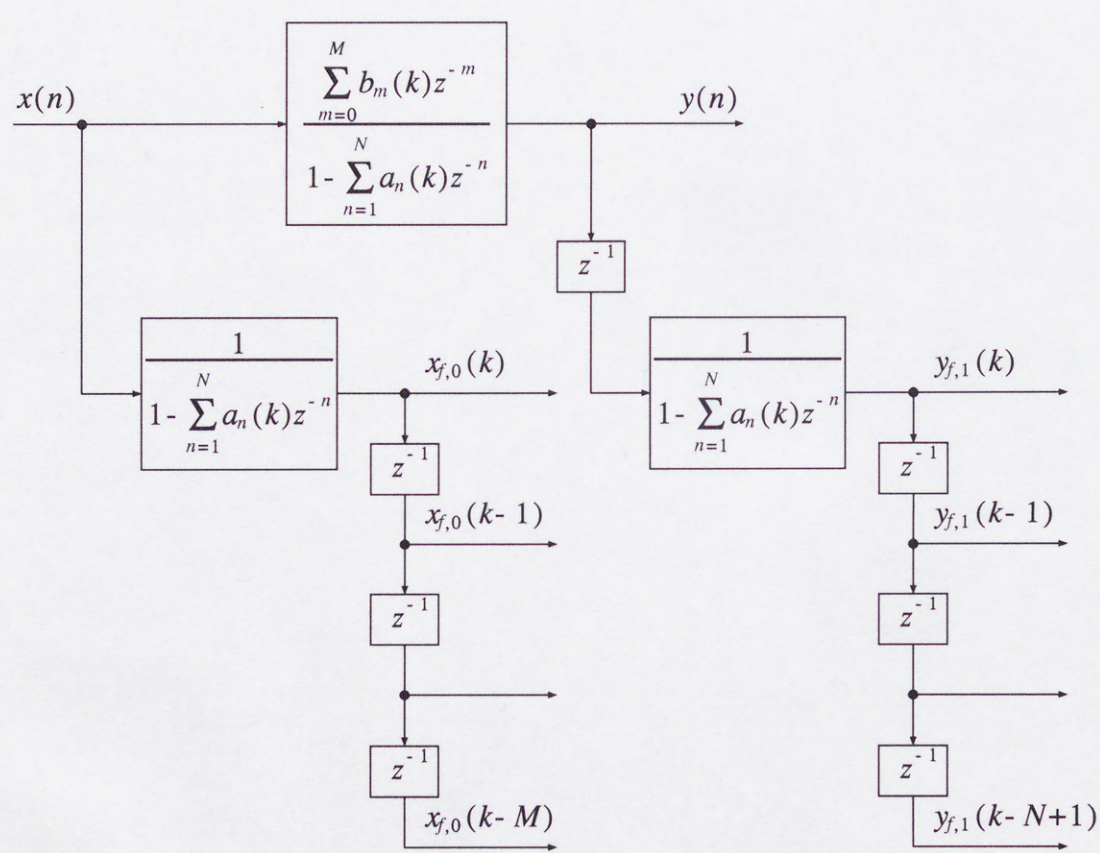 x(n)
y(n)
M
∑ b_m(k)z^-m
m=0
N
1- ∑ a_n(k)z^-n
n=1
z^-1
1
N
1- ∑ a_n(k)z^-n
n=1
x_f,0(k)
1
N
1- ∑ a_n(k)z^-n
n=1
y_f,1(k)
z^-1
z^-1
x_f,0(k- 1)
y_f,1(k- 1)
z^-1
z^-1
z^-1
z^-1
x_f,0(k- M)
y_f,1(k- N+1)